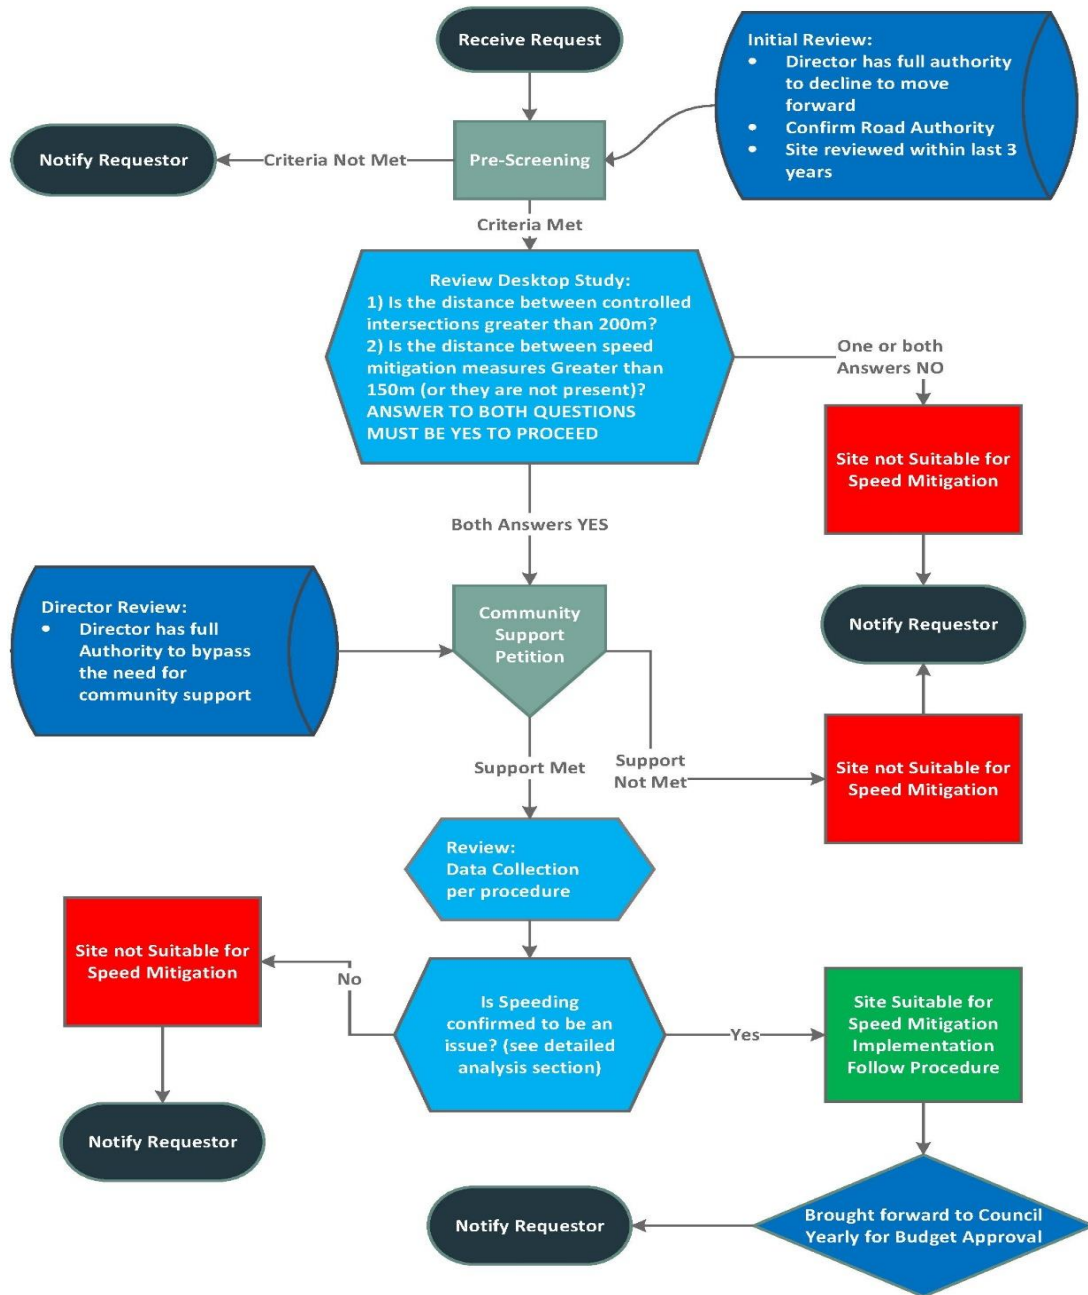 Receive Request
Initial Review:
• Director has full authority
to decline to move
forward
• Confirm Road Authority
• Site reviewed within last 3
years
Notify Requestor
Criteria Not Met
Pre-Screening
Criteria Met
Review Desktop Study:
1) Is the distance between controlled
intersections greater than 200m?
2) Is the distance between speed
mitigation measures Greater than
150m (or they are not present)?
ANSWER TO BOTH QUESTIONS
MUST BE YES TO PROCEED
One or both
Answers NO
Site not Suitable for
Speed Mitigation
Both Answers YES
Notify Requestor
Director Review:
• Director has full
Authority to bypass
the need for
community support
Community
Support
Petition
Support Met
Support
Not Met
Site not Suitable for
Speed Mitigation
Review:
Data Collection
per procedure
Site not Suitable for
Speed Mitigation
No
Is Speeding
confirmed to be an
issue? (see detailed
analysis section)
Yes
Site Suitable for
Speed Mitigation
Implementation
Follow Procedure
Notify Requestor
Notify Requestor
Brought forward to Council
Yearly for Budget Approval